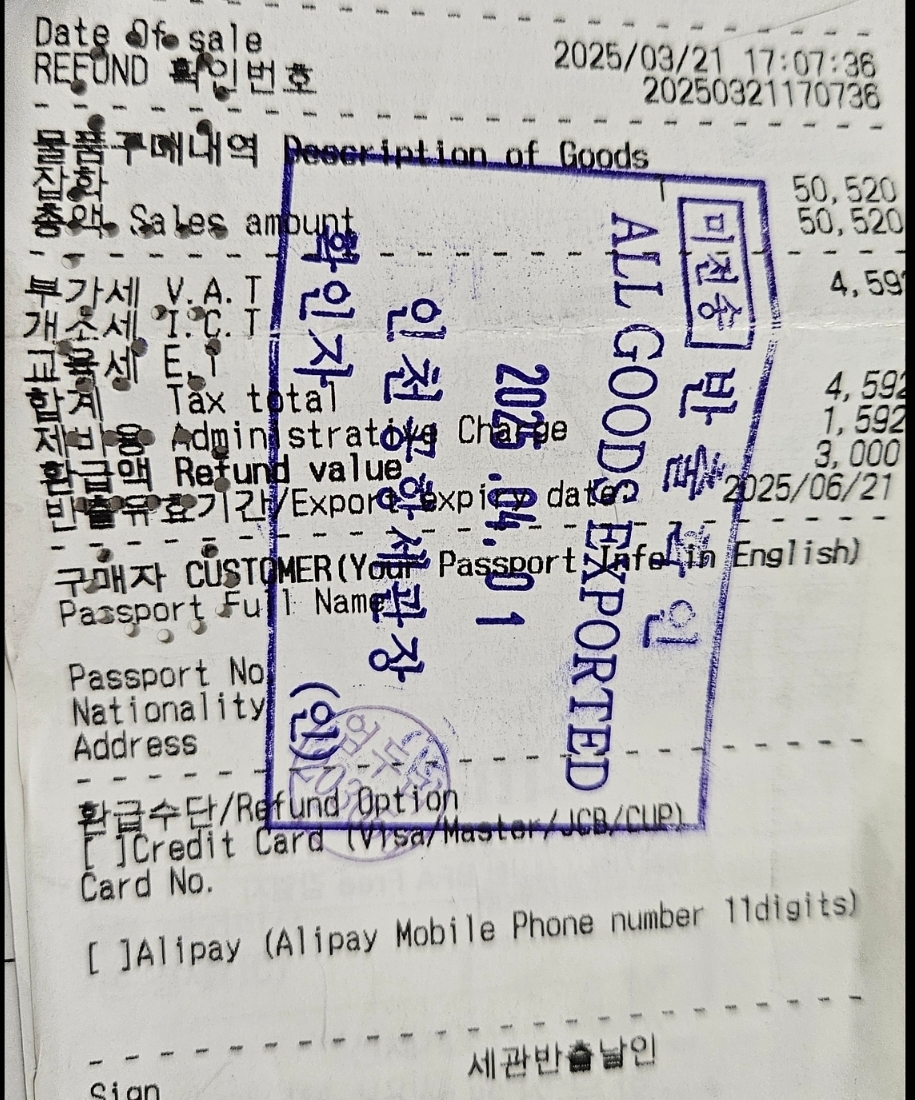 Date Of sale 2025/03/21 17:07:36
REFUND 확인번호 20250321170736
물품구매내역 Description of Goods
잡화 50,520
총액 Sales amount 50,520
부가세 V.A.T 4,59
개소세 I.C.T
교육세 E.T
합계 Tax total 4,592
제비용 Administrative Charge 1,592
환급액 Refund value 3,000
반출유효기간/Export expiry date: 2025/06/21
구매자 CUSTOMER(Your Passport Info in English)
Passport Full Name
Passport No
Nationality
Address
환급수단/Refund Option
[ ]Credit Card (Visa/Master/JCB/CUP)
Card No.
[ ]Alipay (Alipay Mobile Phone number 11digits)
세관반출날인
Sign
미전송 반출확인
ALL GOODS EXPORTED
2025.04.01
인천공항세관장
확인자 (인)